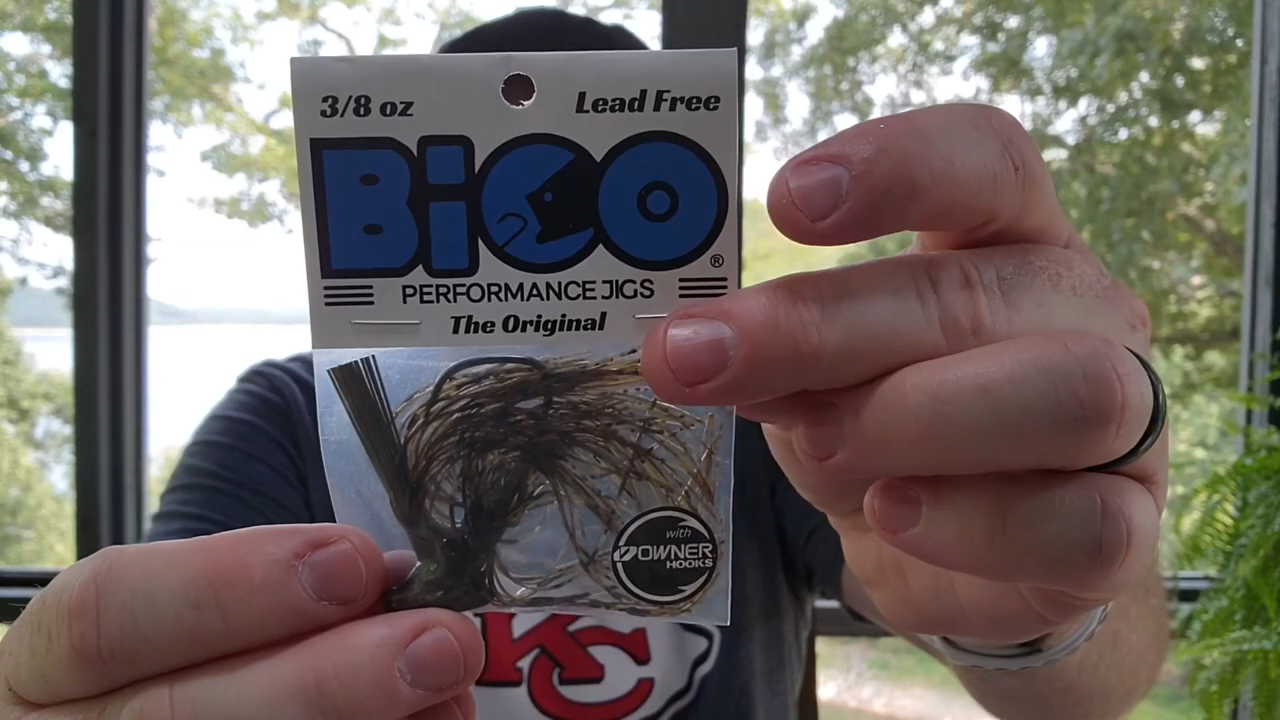 3/8 oz Lead Free
BiCO
®
PERFORMANCE JIGS
The Original
with
OWNER
HOOKS
KC